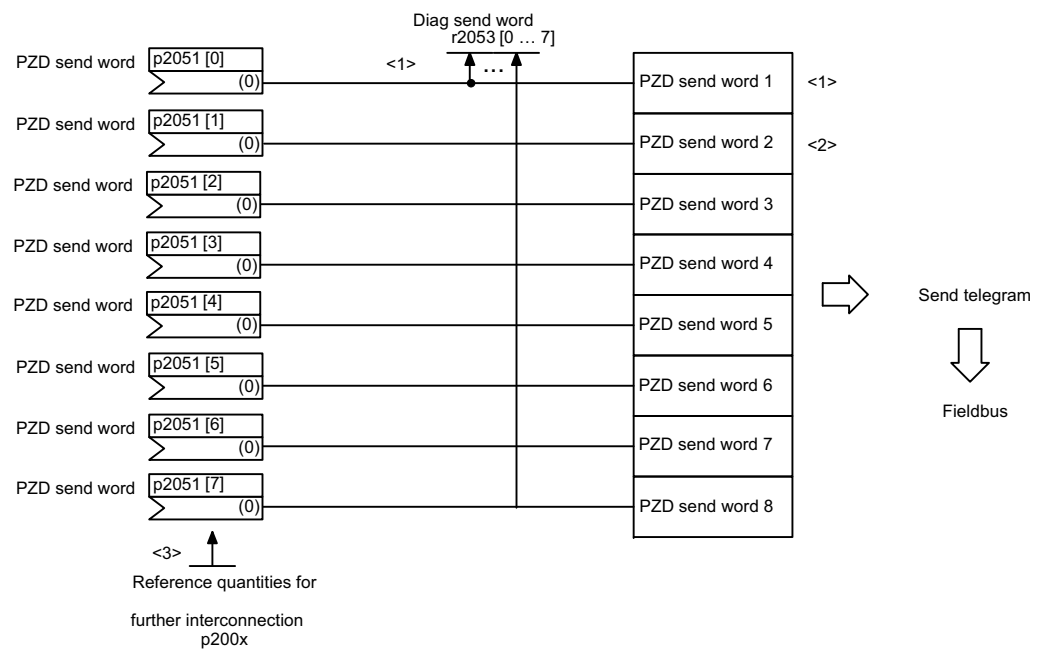 Diag send word
r2053 [0 … 7]
PZD send word
p2051 [0]
(0)
<1>
...
PZD send word 1
<1>
PZD send word
p2051 [1]
(0)
PZD send word 2
<2>
PZD send word
p2051 [2]
(0)
PZD send word 3
PZD send word
p2051 [3]
(0)
PZD send word 4
PZD send word
p2051 [4]
(0)
PZD send word 5
Send telegram
PZD send word
p2051 [5]
(0)
PZD send word 6
Fieldbus
PZD send word
p2051 [6]
(0)
PZD send word 7
PZD send word
p2051 [7]
(0)
PZD send word 8
<3>
Reference quantities for
further interconnection
p200x